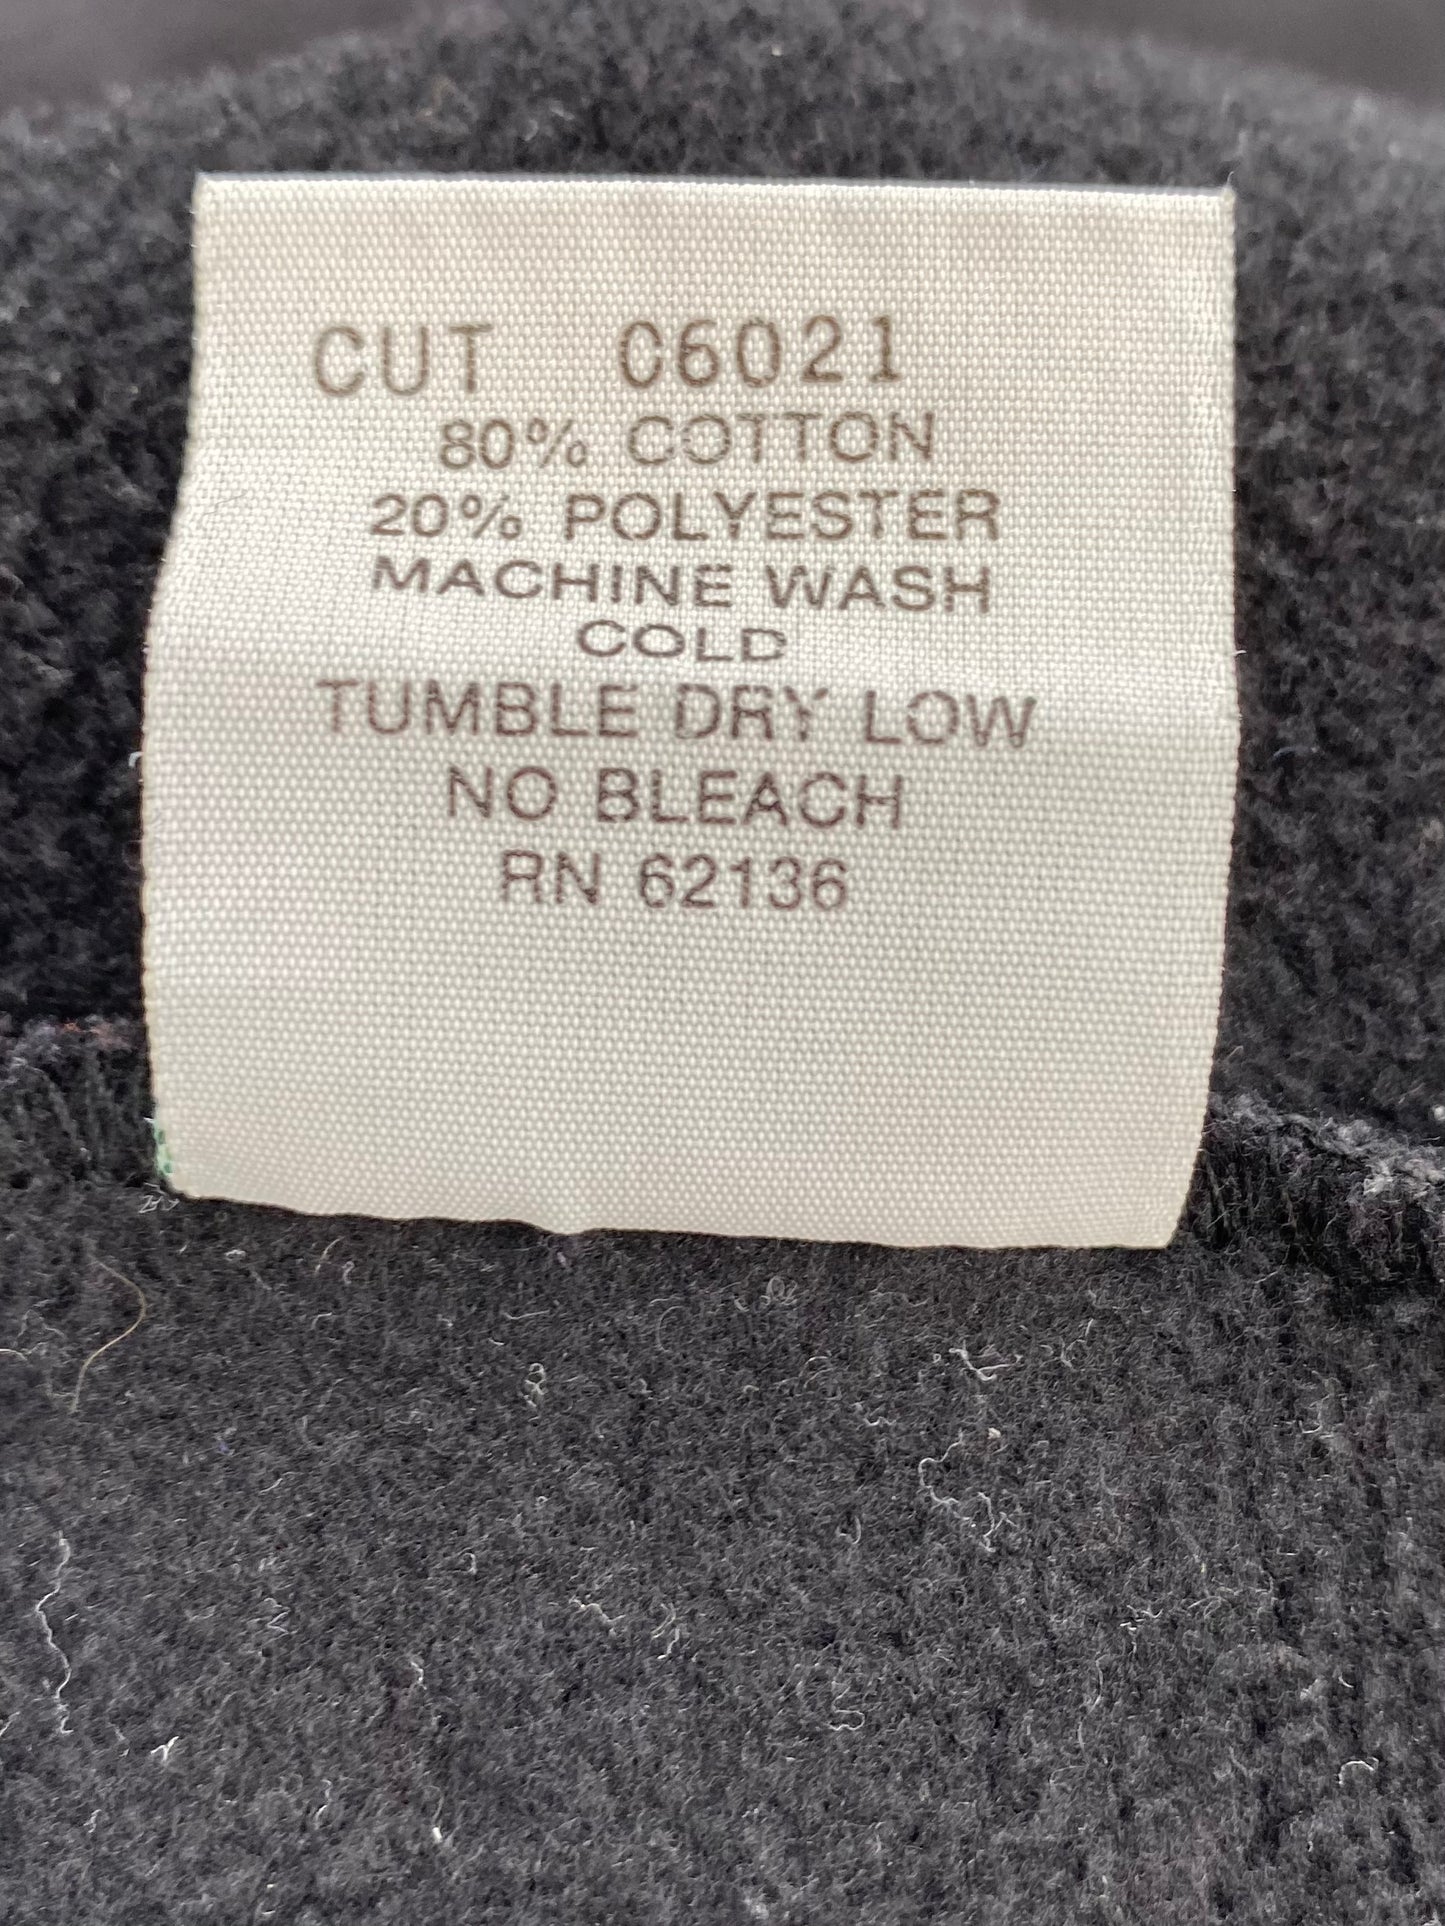 CUT C6021
80% COTTON
20% POLYESTER
MACHINE WASH
COLD
TUMBLE DRY LOW
NO BLEACH
RN 62136